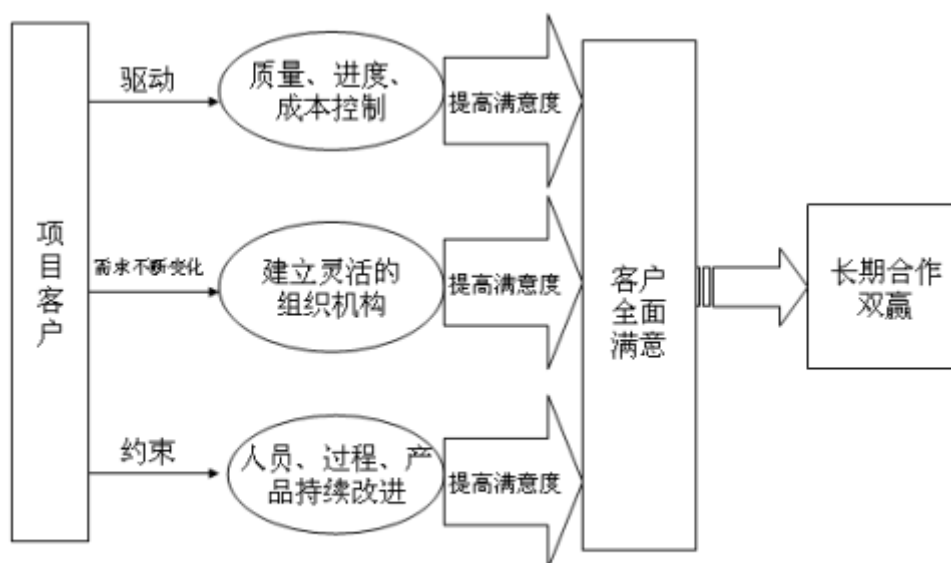 项
目
客
户
驱动
质量、进度、
成本控制
提高满意度
需求不断变化
建立灵活的
组织机构
提高满意度
约束
人员、过程、产
品持续改进
提高满意度
客户
全面
满意
长期合作
双赢